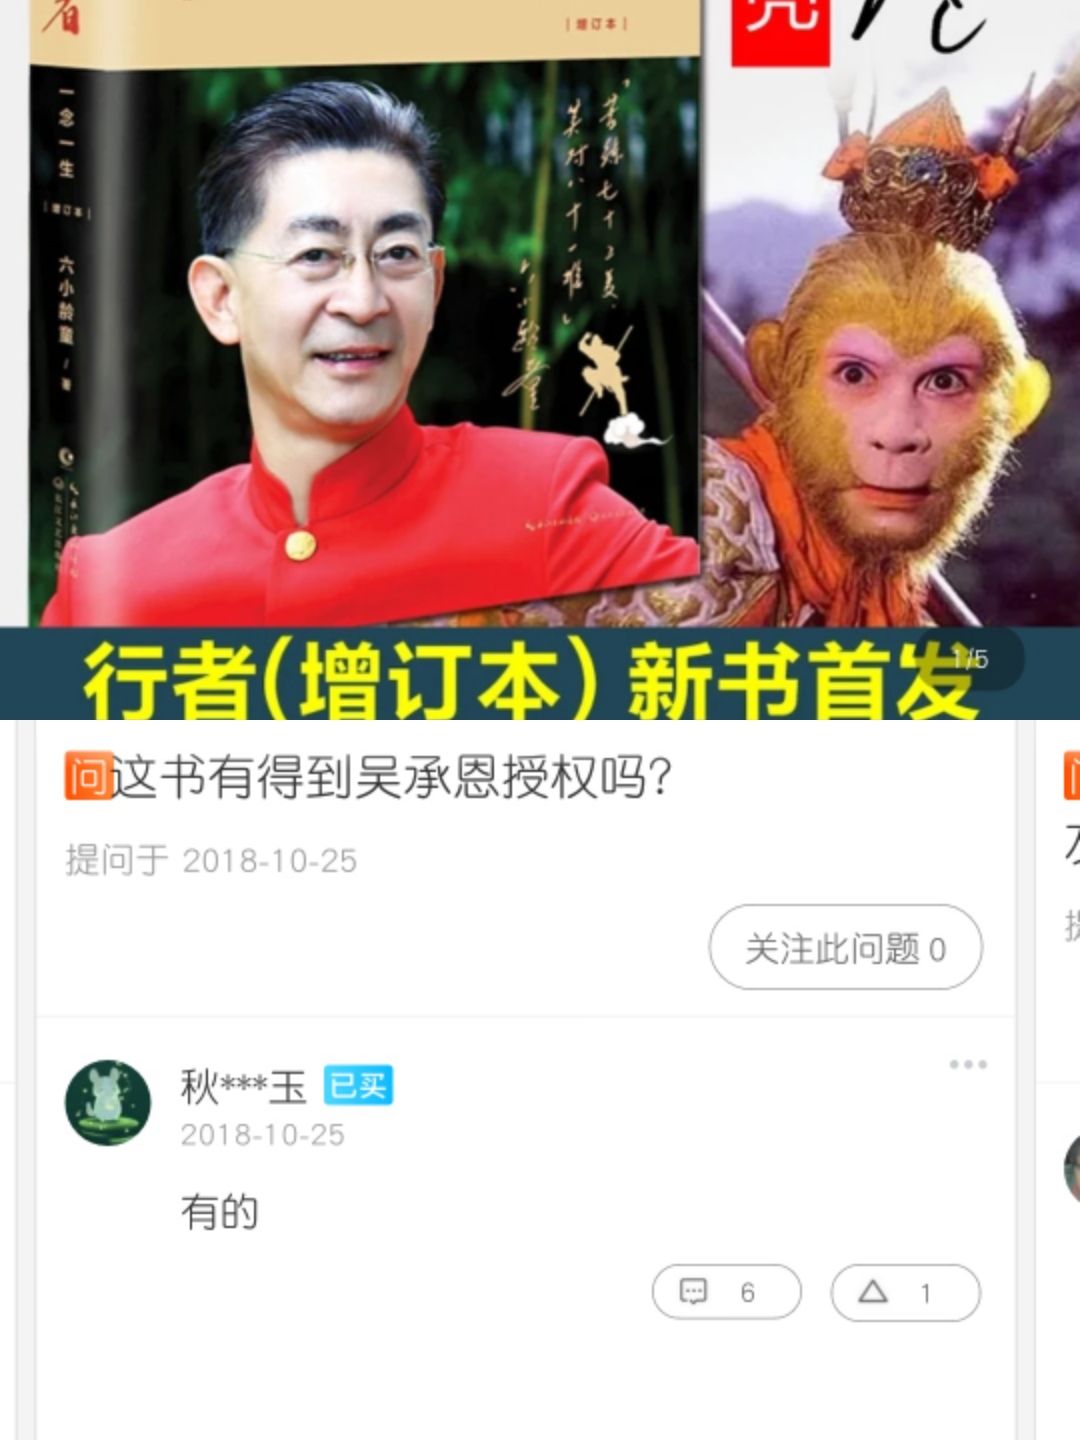 者
|增订本|
一念一生
|增订本|
六小龄童/著
苦练七十二变，
笑对八十一难。
六小龄童
行者(增订本)新书首发
1/5
问这书有得到吴承恩授权吗?
提问于 2018-10-25
关注此问题 0
秋***玉 已买
2018-10-25
有的
6
1